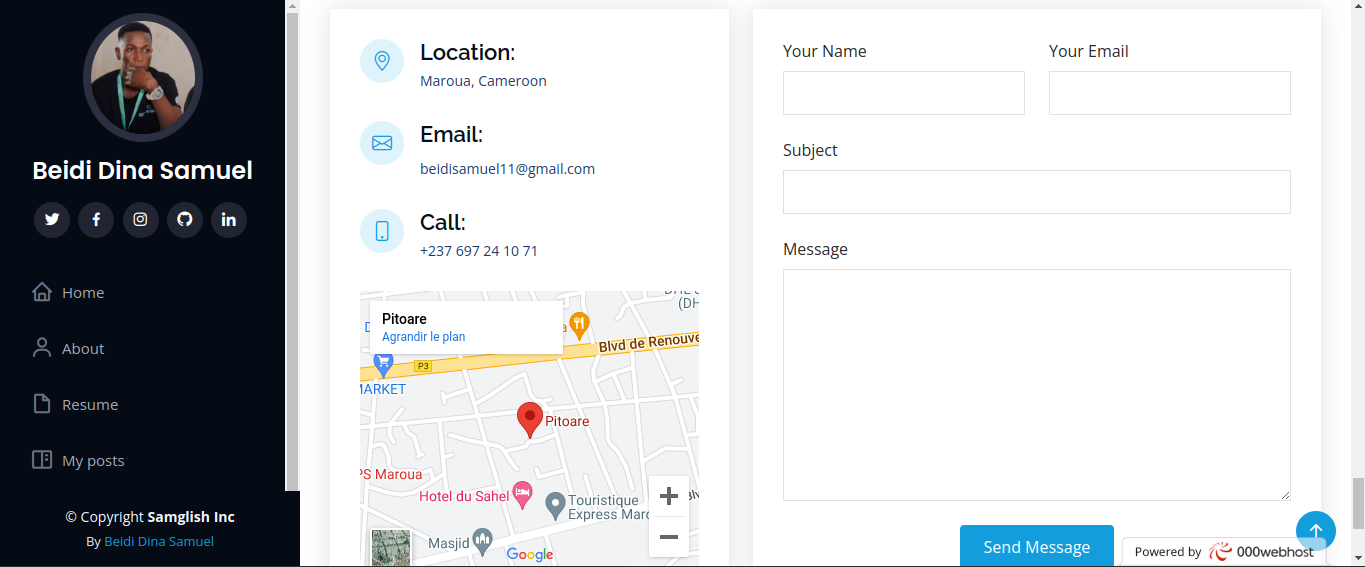 Beidi Dina Samuel
Home
About
Resume
My posts
© Copyright Samglish Inc
By Beidi Dina Samuel
Location:
Maroua, Cameroon
Email:
beidisamuel11@gmail.com
Call:
+237 697 24 10 71
Pitoare
Agrandir le plan
P3
Blvd de Renouve
MARKET
Pitoare
PS Maroua
Hotel du Sahel
Touristique
Express Maro
Masjid
Google
Your Name
Your Email
Subject
Message
Send Message
Powered by 000webhost